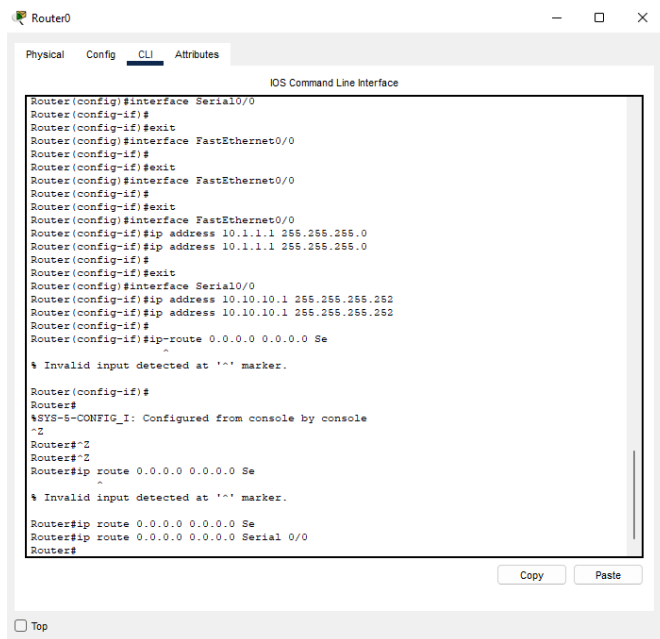 Router0
Physical Config CLI Attributes
IOS Command Line Interface
Router(config)#interface Serial0/0
Router(config-if)#
Router(config-if)#exit
Router(config)#interface FastEthernet0/0
Router(config-if)#
Router(config-if)#exit
Router(config)#interface FastEthernet0/0
Router(config-if)#
Router(config-if)#exit
Router(config)#interface FastEthernet0/0
Router(config-if)#ip address 10.1.1.1 255.255.255.0
Router(config-if)#ip address 10.1.1.1 255.255.255.0
Router(config-if)#
Router(config-if)#exit
Router(config)#interface Serial0/0
Router(config-if)#ip address 10.10.10.1 255.255.255.252
Router(config-if)#ip address 10.10.10.1 255.255.255.252
Router(config-if)#
Router(config-if)#ip-route 0.0.0.0 0.0.0.0 Se
^
% Invalid input detected at '^' marker.
Router(config-if)#
Router#
%SYS-5-CONFIG_I: Configured from console by console
^Z
Router#^Z
Router#^Z
Router#ip route 0.0.0.0 0.0.0.0 Se
^
% Invalid input detected at '^' marker.
Router#ip route 0.0.0.0 0.0.0.0 Se
Router#ip route 0.0.0.0 0.0.0.0 Serial 0/0
Router#
Copy Paste
Top